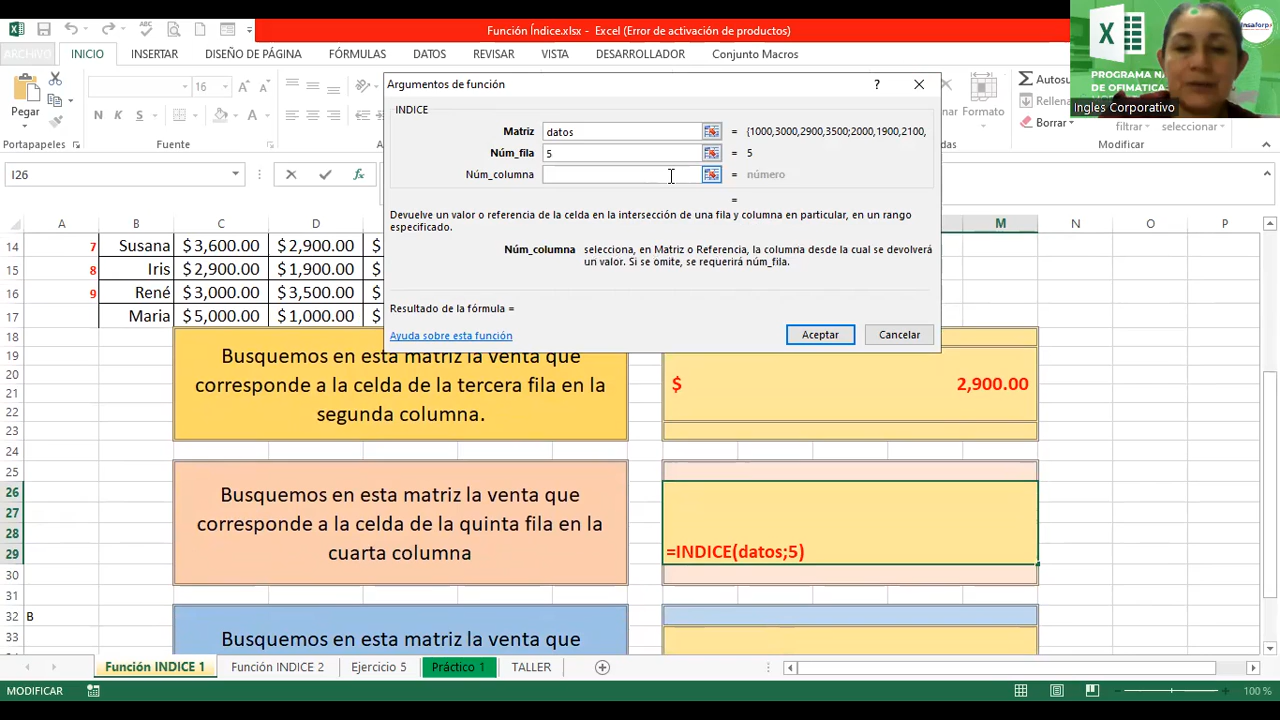 Función Índice.xlsx - Excel (Error de activación de productos)
ARCHIVO INICIO INSERTAR DISEÑO DE PÁGINA FÓRMULAS DATOS REVISAR VISTA DESARROLLADOR Conjunto Macros
PROGRAMA NA
DE OFIMATICA
Ingles Corporativo
insaforp
Pegar
16
N K
Portapapeles
Formato
Autosu
Rellena
Borrar
filtrar
seleccionar
Modificar
Argumentos de función
INDICE
Matriz datos = {1000,3000,2900,3500;2000,1900,2100,
Núm_fila 5 = 5
Núm_columna = número
=
Devuelve un valor o referencia de la celda en la intersección de una fila y columna en particular, en un rango
especificado.
Núm_columna selecciona, en Matriz o Referencia, la columna desde la cual se devolverá
un valor. Si se omite, se requerirá núm_fila.
Resultado de la fórmula =
Ayuda sobre esta función
Aceptar Cancelar
I26
A B C D M N O P
14 7 Susana $ 3,600.00 $ 2,900.00 $
15 8 Iris $ 2,900.00 $ 1,000.00 $
16 9 René $ 3,000.00 $ 3,500.00 $
17 Maria $ 5,000.00 $ 1,000.00 $
18
19
20
21
22
23
24
25
26
27
28
29
30
31
32 B
33
Busquemos en esta matriz la venta que
corresponde a la celda de la tercera fila en la
segunda columna.
$ 2,900.00
Busquemos en esta matriz la venta que
corresponde a la celda de la quinta fila en la
cuarta columna
=INDICE(datos;5)
Busquemos en esta matriz la venta que
Función INDICE 1 Función INDICE 2 Ejercicio 5 Práctico 1 TALLER
MODIFICAR
100 %